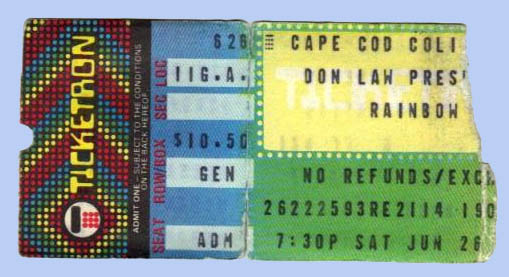 TICKETRON
ADMIT ONE – SUBJECT TO THE CONDITIONS
ON THE BACK HEREOF
SEAT ROW/BOX SEC LOC
626
11G.A.
$10.50
GEN
ADM
CAPE COD COLI
DON LAW PRES'
RAINBOW
NO REFUNDS/EXC
26222593RE2114 190
7:30P SAT JUN 26